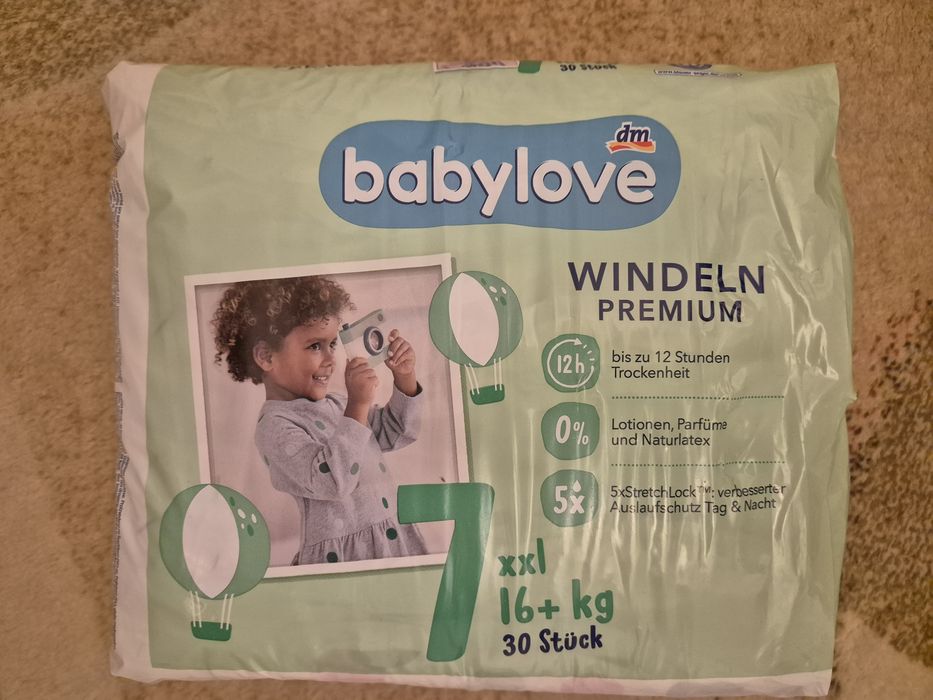 30 Stück
dm
babylove
WINDELN
PREMIUM
12h
bis zu 12 Stunden
Trockenheit
0%
Lotionen, Parfüme
und Naturlatex
5x
5xStretchLock™: verbesserter
Auslaufschutz Tag & Nacht
7
xxl
16+ kg
30 Stück